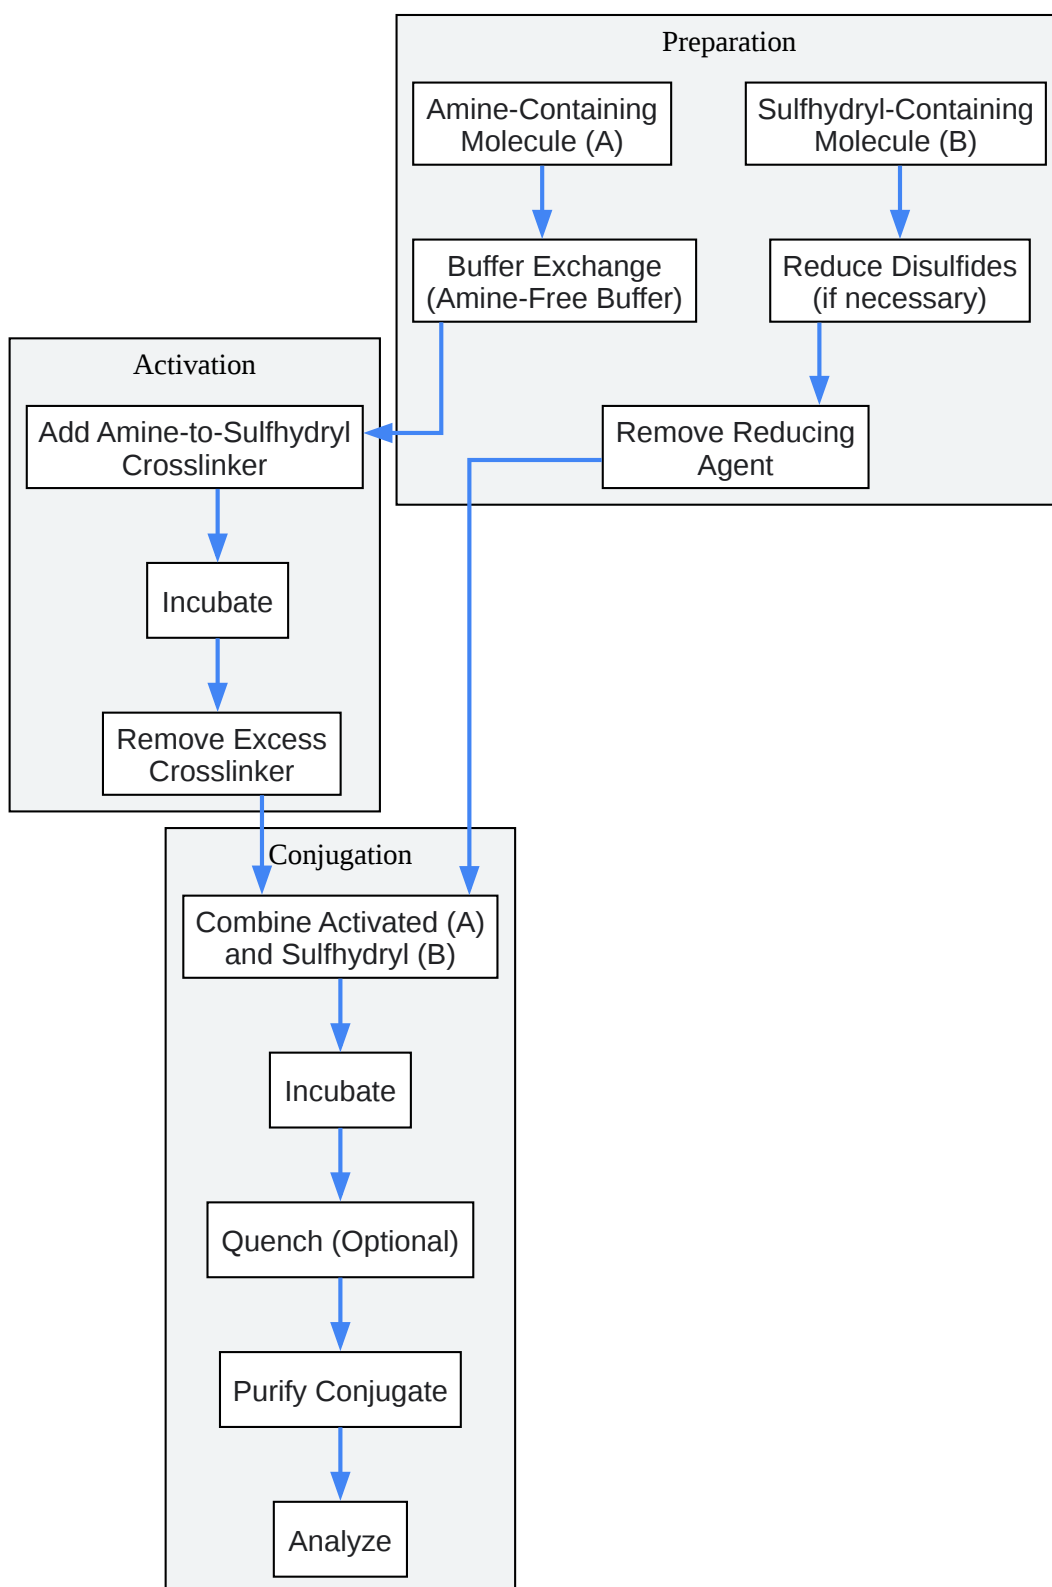 Preparation
Amine-Containing
Molecule (A)
Sulfhydryl-Containing
Molecule (B)
Buffer Exchange
(Amine-Free Buffer)
Reduce Disulfides
(if necessary)
Remove Reducing
Agent
Activation
Add Amine-to-Sulfhydryl
Crosslinker
Incubate
Remove Excess
Crosslinker
Conjugation
Combine Activated (A)
and Sulfhydryl (B)
Incubate
Quench (Optional)
Purify Conjugate
Analyze